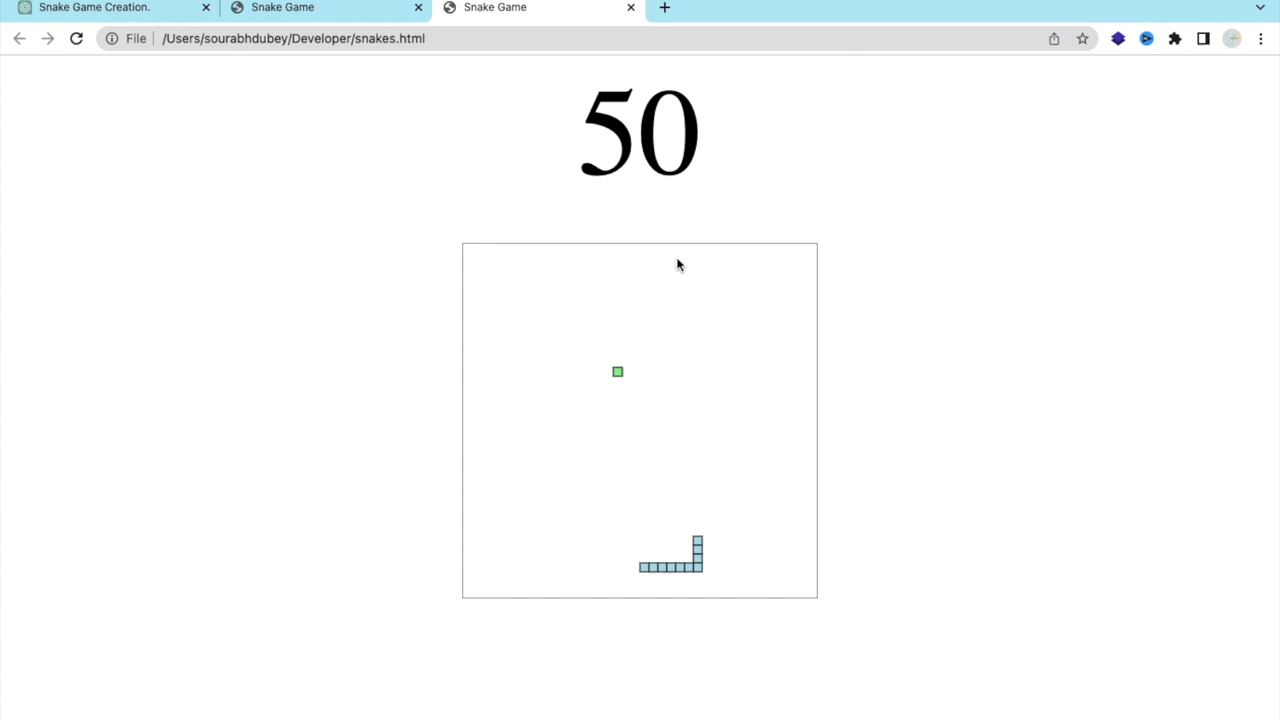 Snake Game Creation.
Snake Game
Snake Game
File
/Users/sourabhdubey/Developer/snakes.html
50